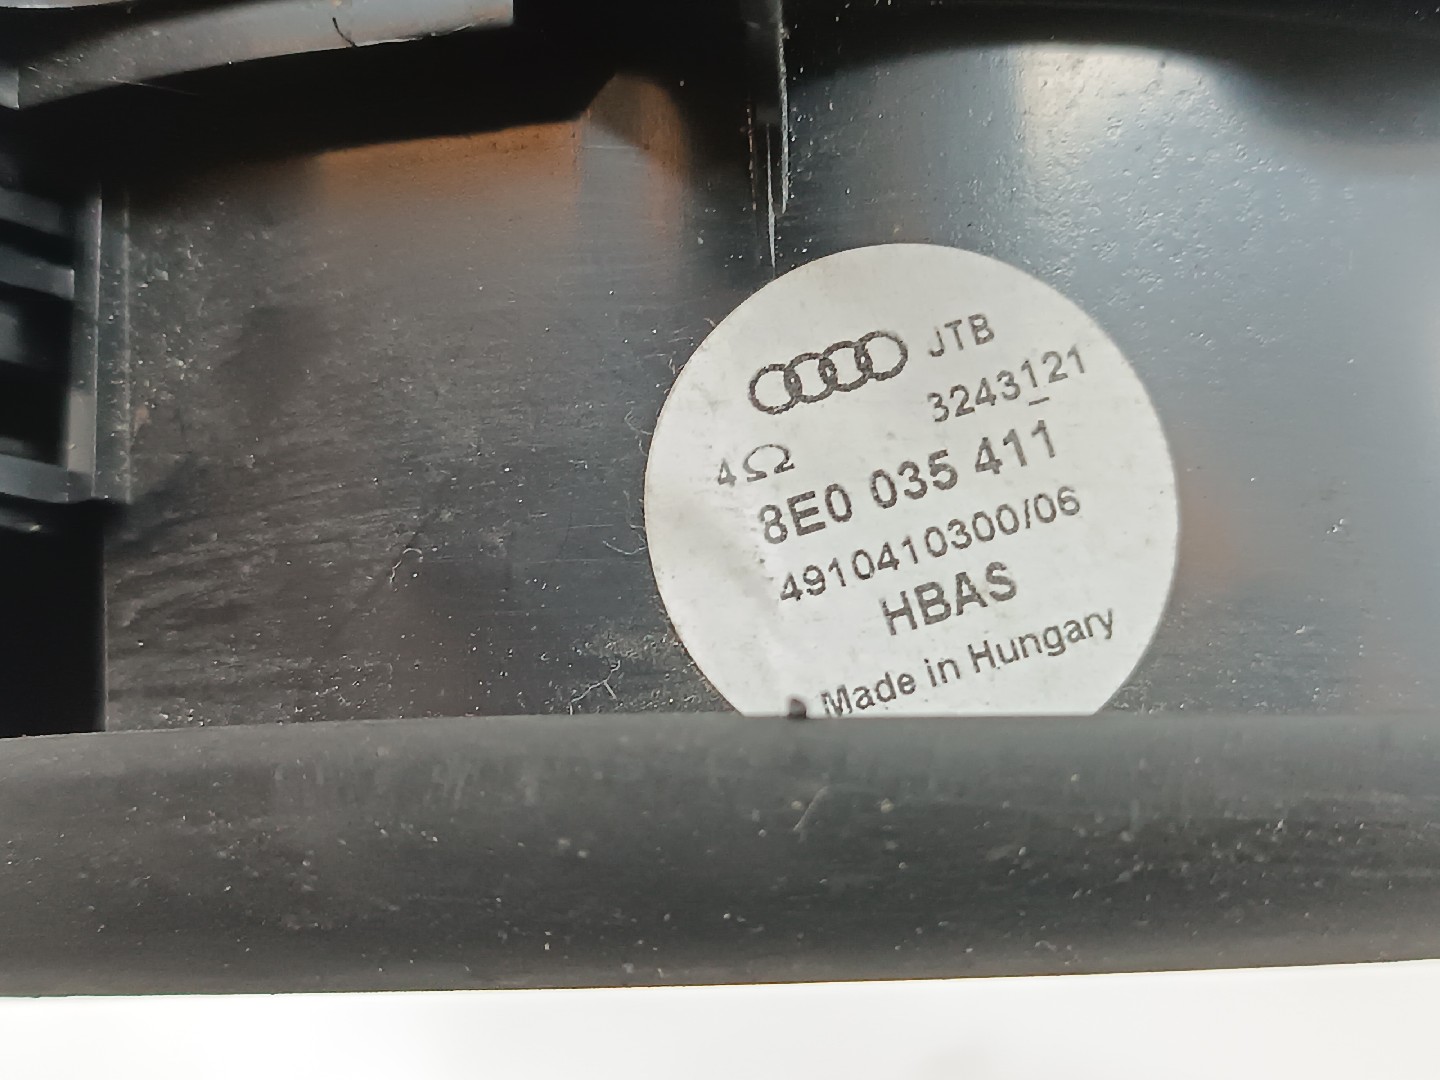 JTB
3243121
4Ω
8E0 035 411
4910410300/06
HBAS
Made in Hungary